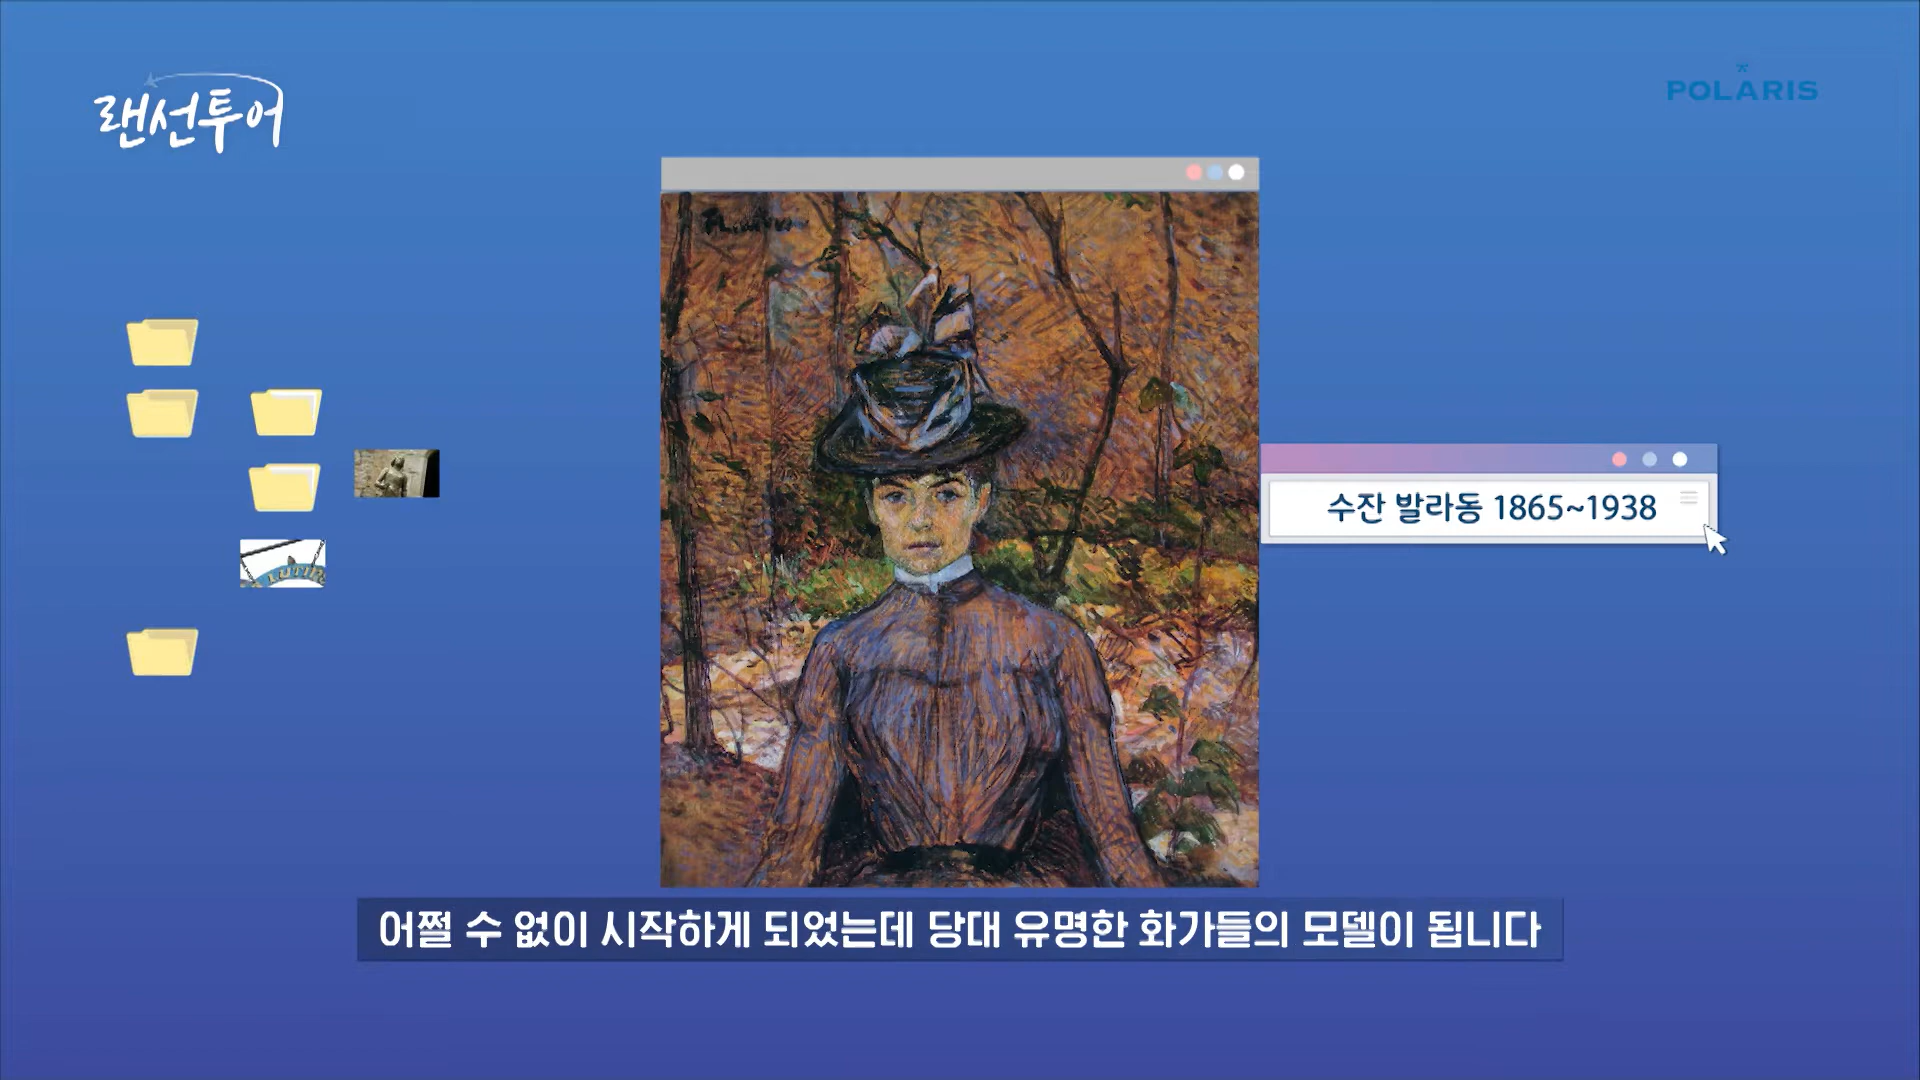 랜선투어
POLARIS
수잔 발라동 1865~1938
어쩔 수 없이 시작하게 되었는데 당대 유명한 화가들의 모델이 됩니다